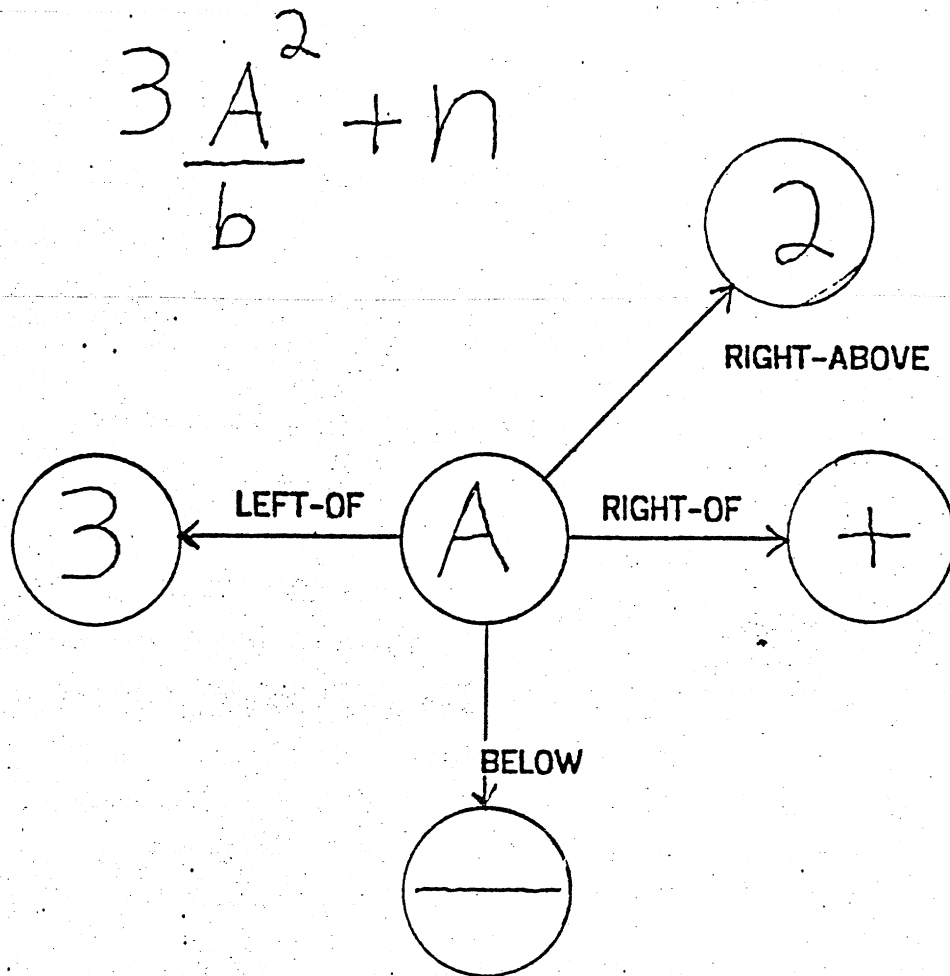 3 A² + n
b
2
RIGHT-ABOVE
3 LEFT-OF A RIGHT-OF +
BELOW
—